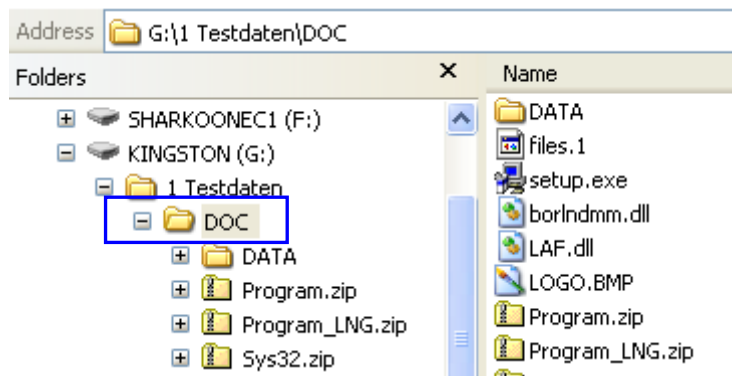 Address G:\1 Testdaten\DOC
Folders
SHARKOONEC1 (F:)
KINGSTON (G:)
1 Testdaten
DOC
DATA
Program.zip
Program_LNG.zip
Sys32.zip
Name
DATA
files.1
setup.exe
borlndmm.dll
LAF.dll
LOGO.BMP
Program.zip
Program_LNG.zip